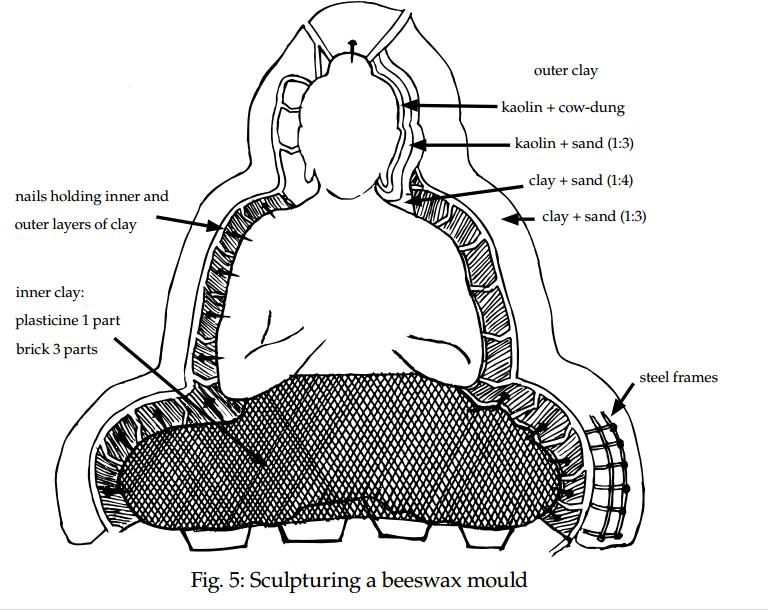 outer clay
kaolin + cow-dung
kaolin + sand (1:3)
clay + sand (1:4)
clay + sand (1:3)
nails holding inner and
outer layers of clay
inner clay:
plasticine 1 part
brick 3 parts
steel frames
Fig. 5: Sculpturing a beeswax mould